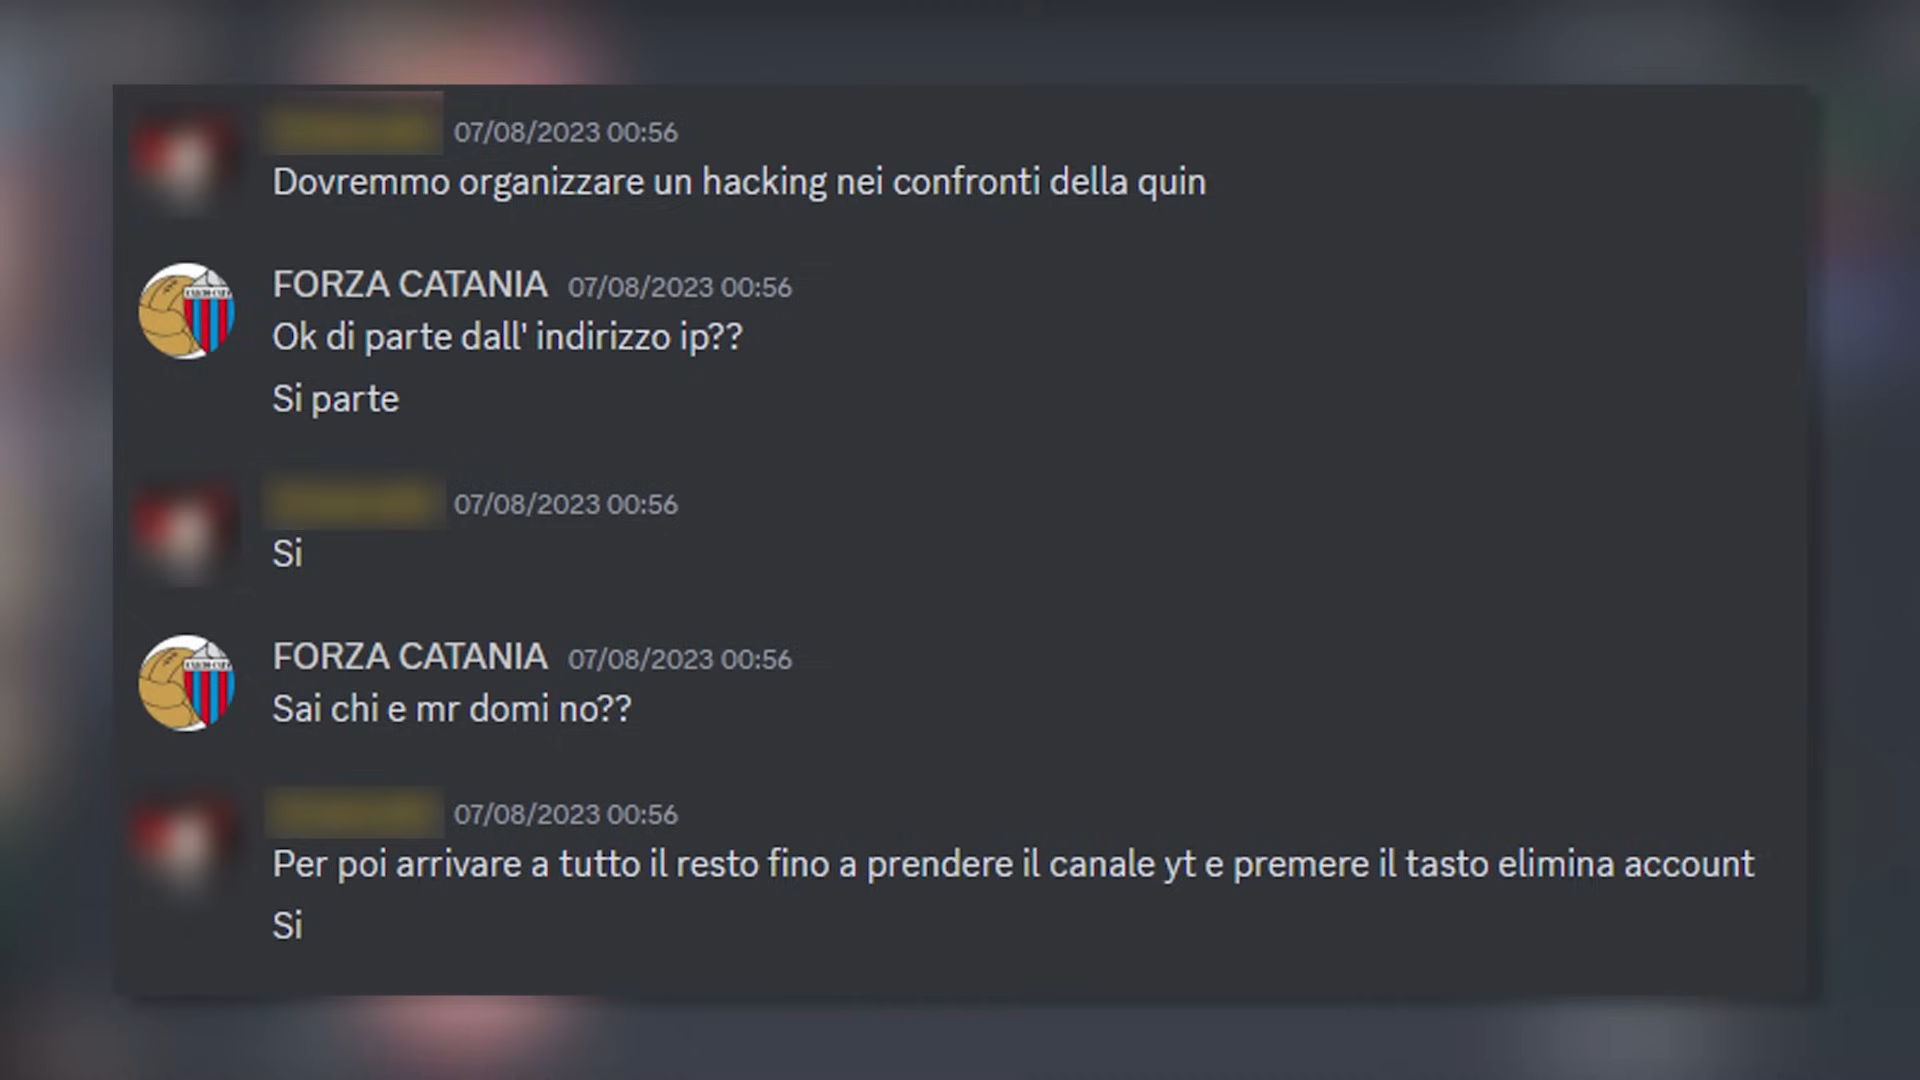 07/08/2023 00:56
Dovremmo organizzare un hacking nei confronti della quin
FORZA CATANIA 07/08/2023 00:56
Ok di parte dall' indirizzo ip??
Si parte
07/08/2023 00:56
Si
FORZA CATANIA 07/08/2023 00:56
Sai chi e mr domi no??
07/08/2023 00:56
Per poi arrivare a tutto il resto fino a prendere il canale yt e premere il tasto elimina account
Si